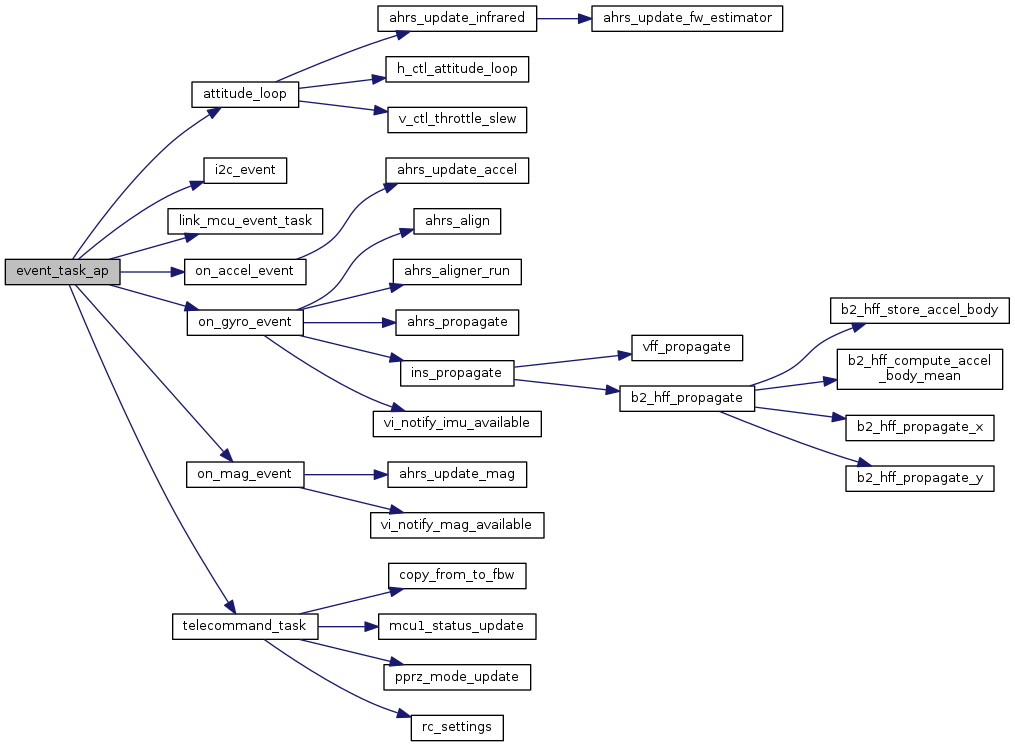 ahrs_update_infrared
ahrs_update_fw_estimator
h_ctl_attitude_loop
attitude_loop
v_ctl_throttle_slew
i2c_event
ahrs_update_accel
link_mcu_event_task
ahrs_align
event_task_ap
on_accel_event
ahrs_aligner_run
on_gyro_event
ahrs_propagate
b2_hff_store_accel_body
vff_propagate
ins_propagate
b2_hff_compute_accel
_body_mean
b2_hff_propagate
vi_notify_imu_available
b2_hff_propagate_x
on_mag_event
ahrs_update_mag
b2_hff_propagate_y
vi_notify_mag_available
copy_from_to_fbw
telecommand_task
mcu1_status_update
pprz_mode_update
rc_settings